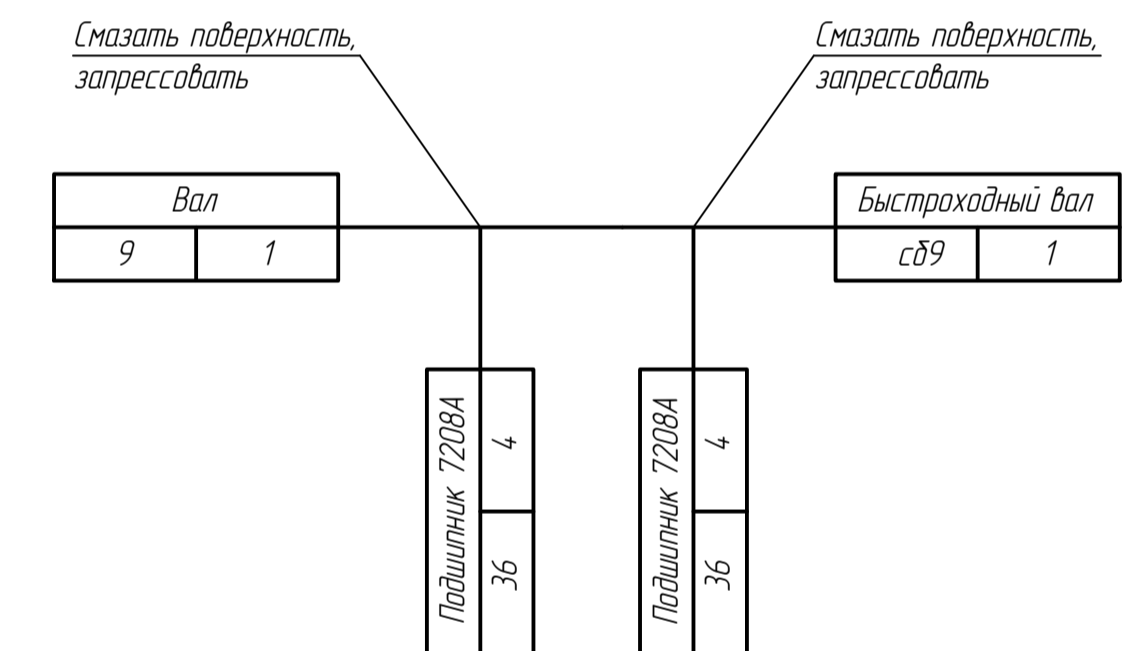 Смазать поверхность,
запрессовать
Смазать поверхность,
запрессовать
Вал
9 1
Быстроходный вал
сб9 1
Подшипник 7208А
36 4
Подшипник 7208А
36 4